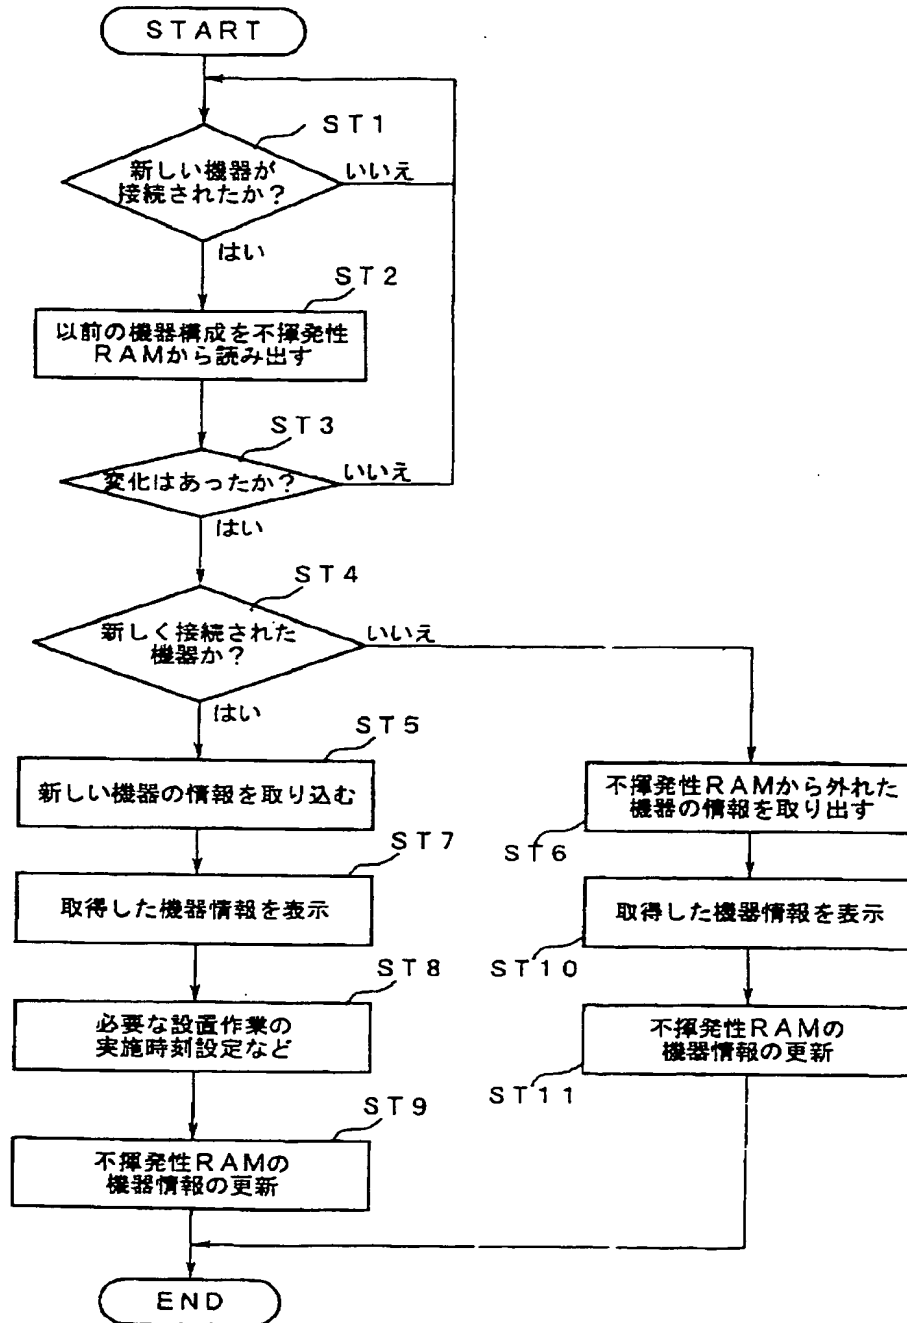 START
ST1
新しい機器が
接続されたか?
いいえ
はい
ST2
以前の機器構成を不揮発性
RAMから読み出す
ST3
変化はあったか?
いいえ
はい
ST4
新しく接続された
機器か?
いいえ
はい
ST5
新しい機器の情報を取り込む
ST7
取得した機器情報を表示
ST8
必要な設置作業の
実施時刻設定など
ST9
不揮発性RAMの
機器情報の更新
不揮発性RAMから外れた
機器の情報を取り出す
ST6
取得した機器情報を表示
ST10
不揮発性RAMの
機器情報の更新
ST11
END